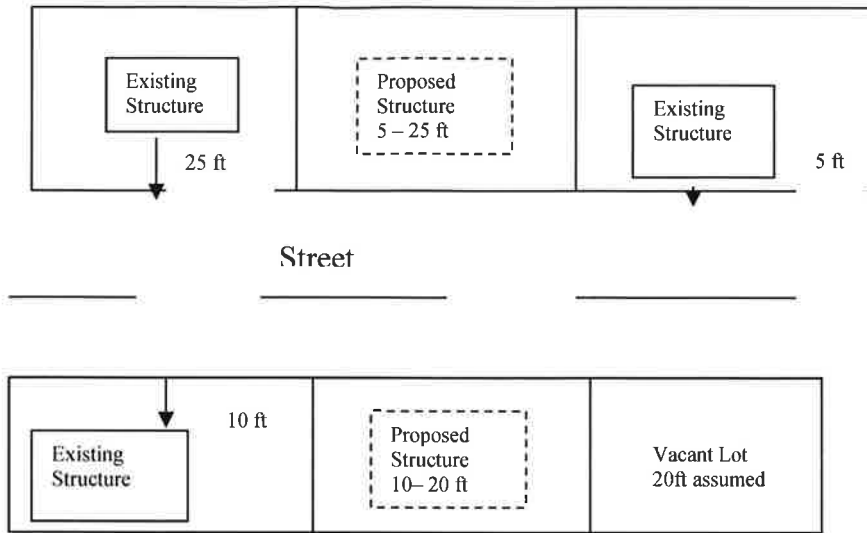 Existing
Structure
25 ft
Proposed
Structure
5 – 25 ft
Existing
Structure
5 ft
Street
10 ft
Existing
Structure
Proposed
Structure
10– 20 ft
Vacant Lot
20ft assumed